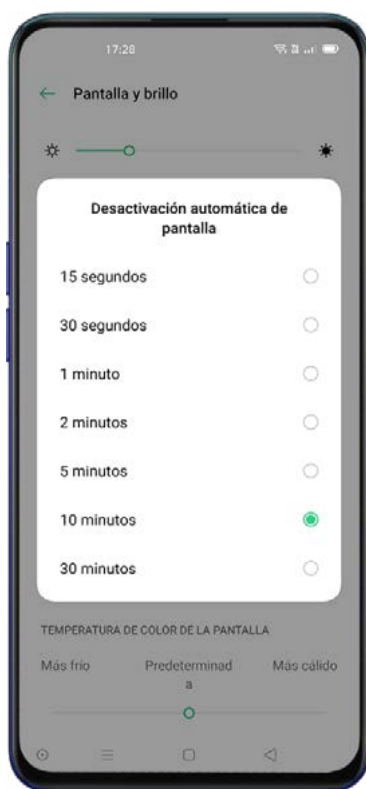 17:28
Pantalla y brillo
Desactivación automática de
pantalla
15 segundos
30 segundos
1 minuto
2 minutos
5 minutos
10 minutos
30 minutos
TEMPERATURA DE COLOR DE LA PANTALLA
Más frío
Predeterminad
a
Más cálido